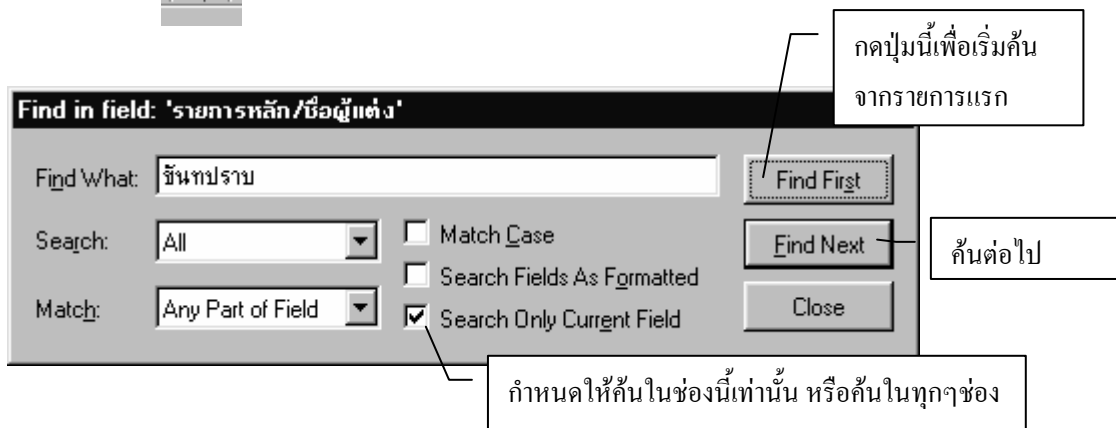 กดปุ่มนี้เพื่อเริ่มค้น
จากรายการแรก
Find in field: 'รายการหลัก/ชื่อผู้แต่ง'
Find What: ขันทปราบ
Find First
Search: All
Match Case
Find Next
ค้นต่อไป
Search Fields As Formatted
Match: Any Part of Field
Search Only Current Field
Close
กำหนดให้ค้นในช่องนี้เท่านั้น หรือค้นในทุกๆช่อง